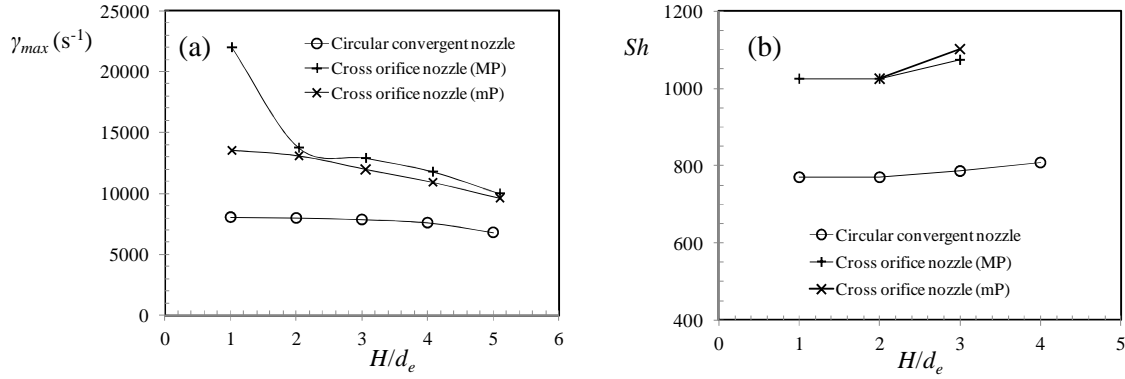 γmax (s-1)
(a)
25000
20000
15000
10000
5000
0
Circular convergent nozzle
Cross orifice nozzle (MP)
Cross orifice nozzle (mP)
0 1 2 3 4 5 6
H/de
Sh
(b)
1200
1000
800
600
400
Circular convergent nozzle
Cross orifice nozzle (MP)
Cross orifice nozzle (mP)
0 1 2 3 4 5
H/de